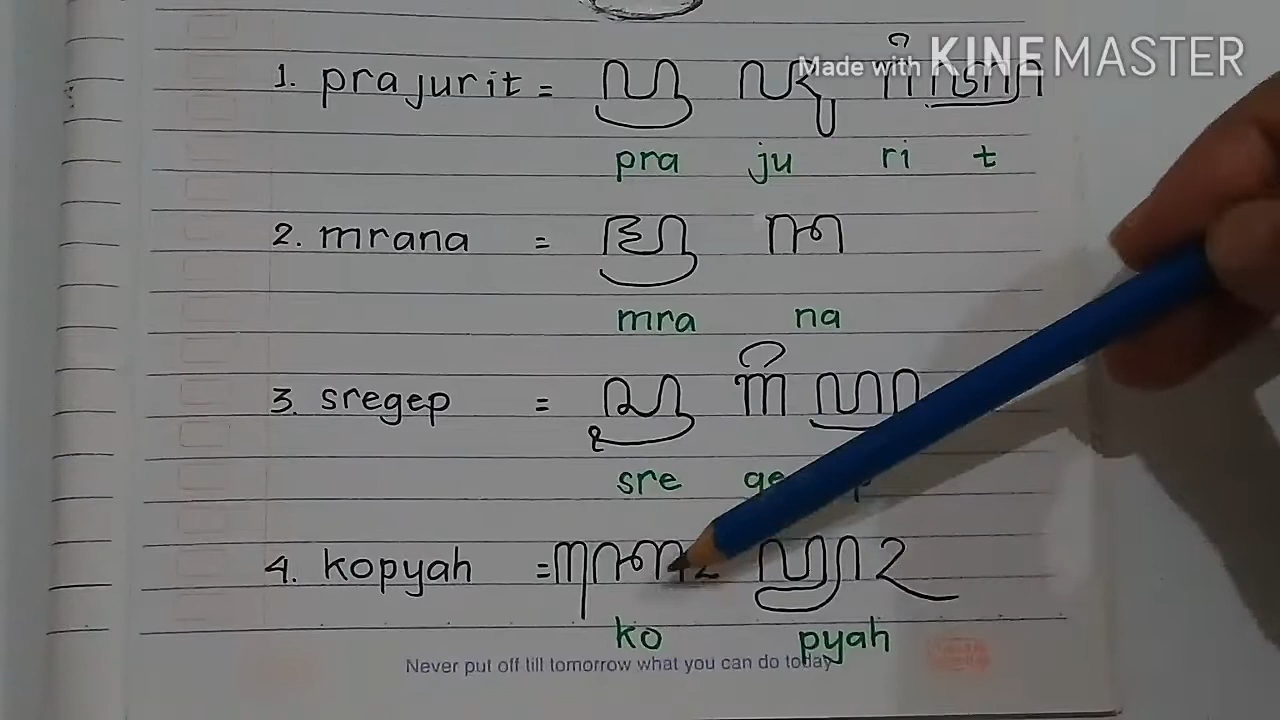 Made with KINEMASTER
1. prajurit = ꦥꦿ ꦗꦸ ꦫꦶꦠ꧀
pra ju ri t
2. mrana = ꦩꦿ ꦤ
mra na
3. sregep = ꦱꦽ ꦒꦼ ꦥ꧀
sre ge p
4. kopyah = ꦏꦺꦴ ꦥꦾꦃ
ko pyah
Never put off till tomorrow what you can do today